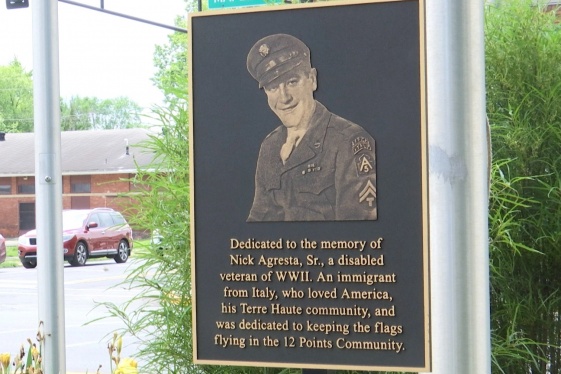 Dedicated to the memory of
Nick Agresta, Sr., a disabled
veteran of WWII. An immigrant
from Italy, who loved America,
his Terre Haute community, and
was dedicated to keeping the flags
flying in the 12 Points Community.